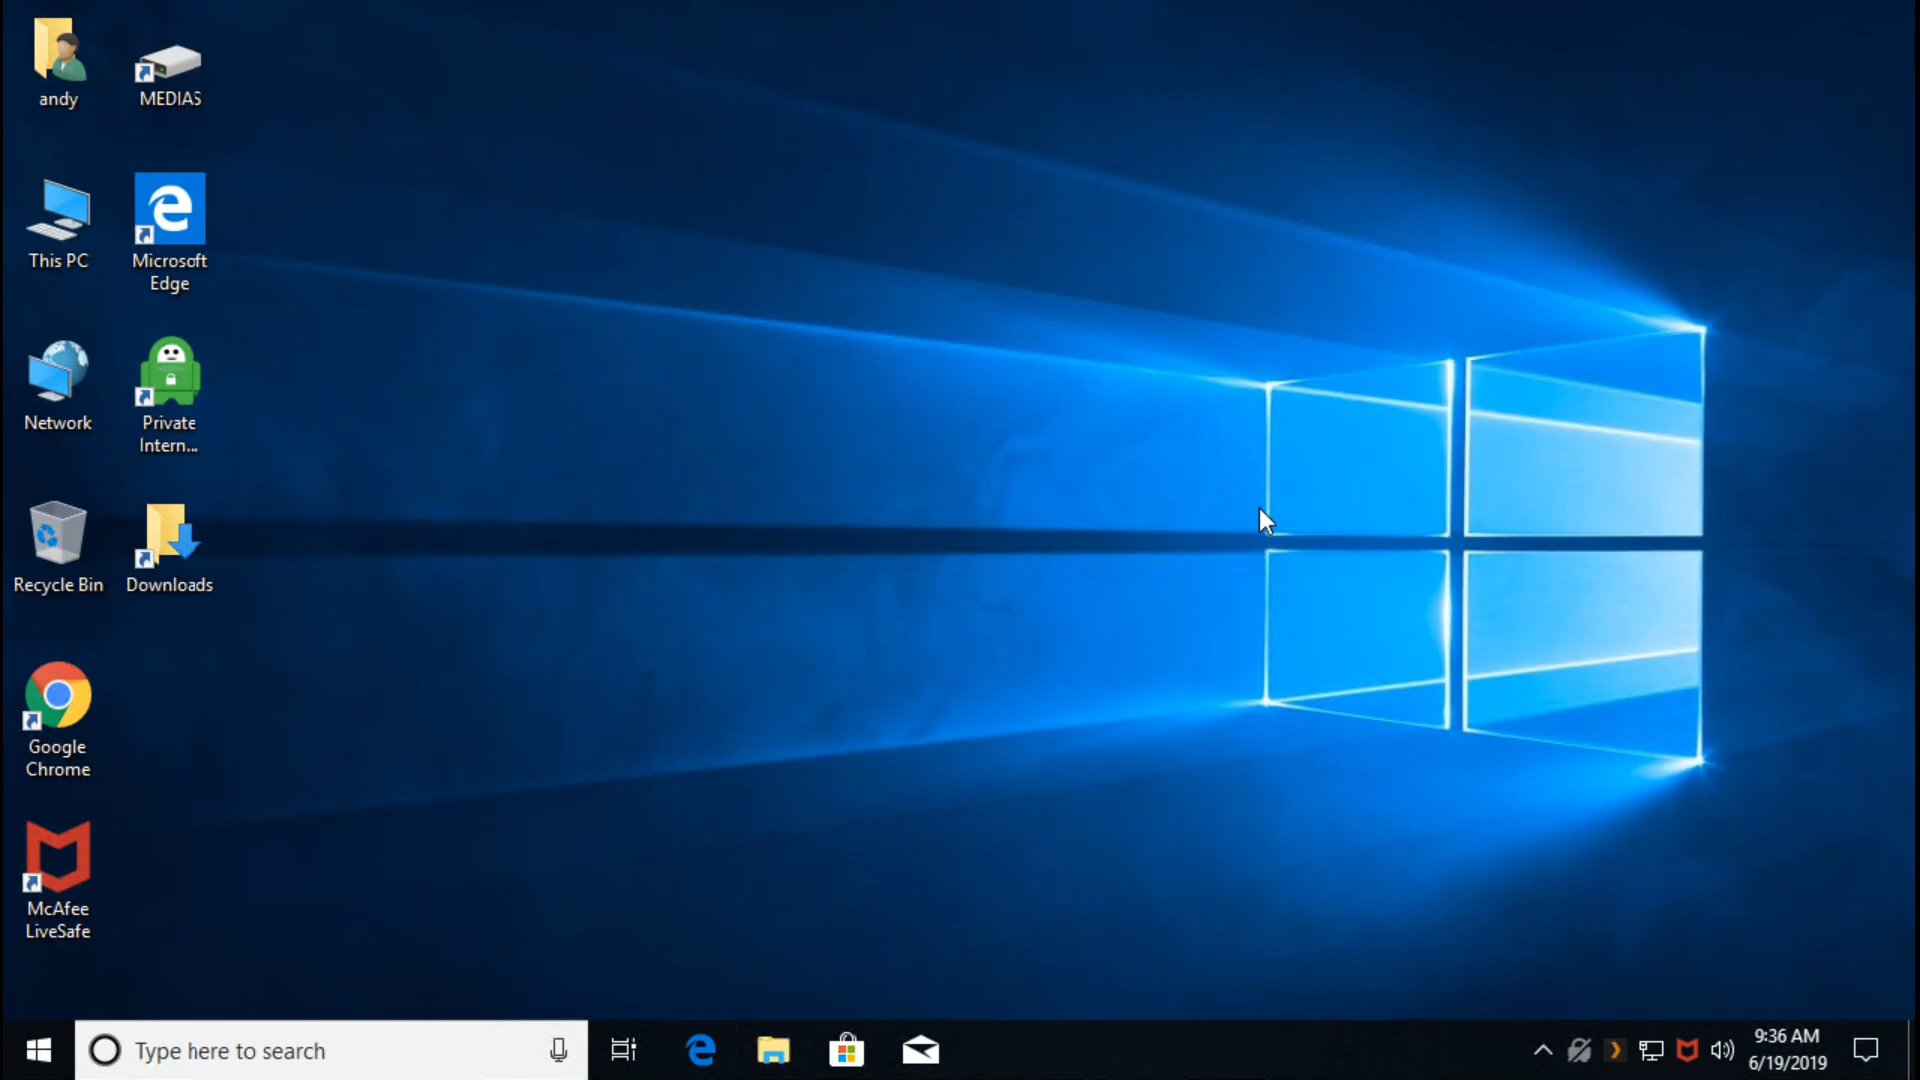 andy
MEDIAS
This PC
Microsoft
Edge
Network
Private
Intern...
Recycle Bin
Downloads
Google
Chrome
McAfee
LiveSafe
Type here to search
9:36 AM
6/19/2019